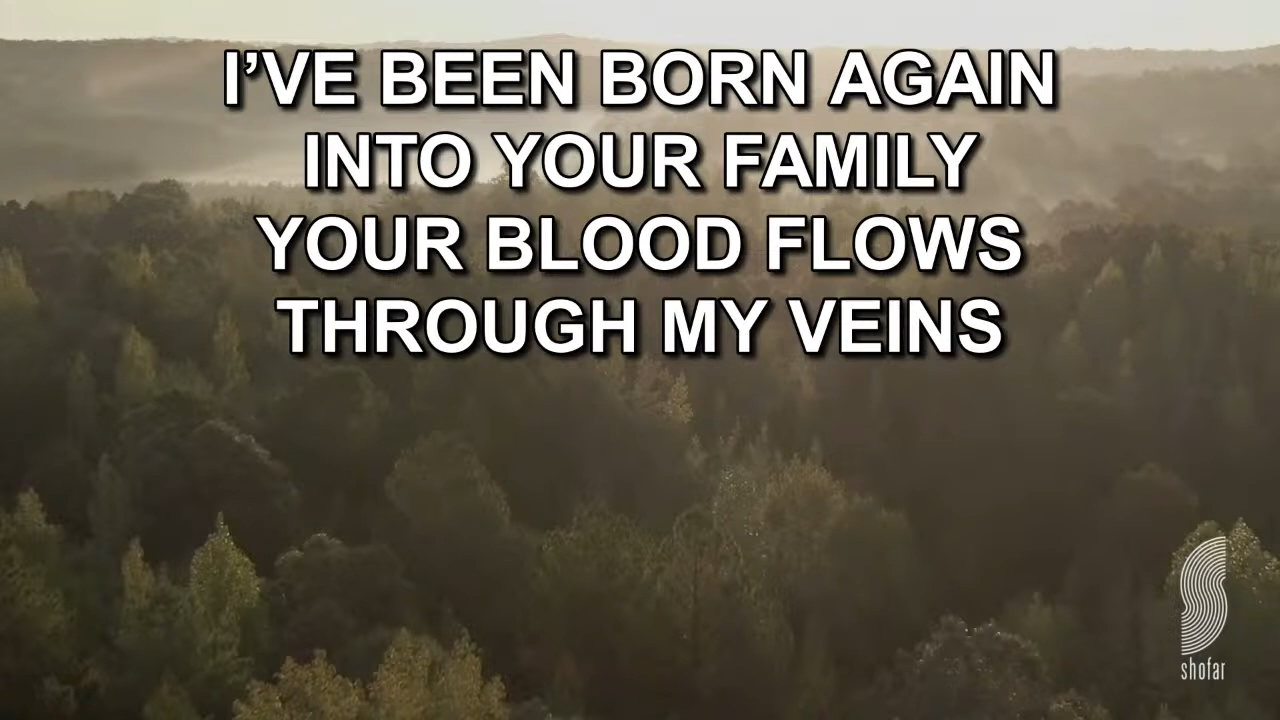 I’VE BEEN BORN AGAIN
INTO YOUR FAMILY
YOUR BLOOD FLOWS
THROUGH MY VEINS
shofar